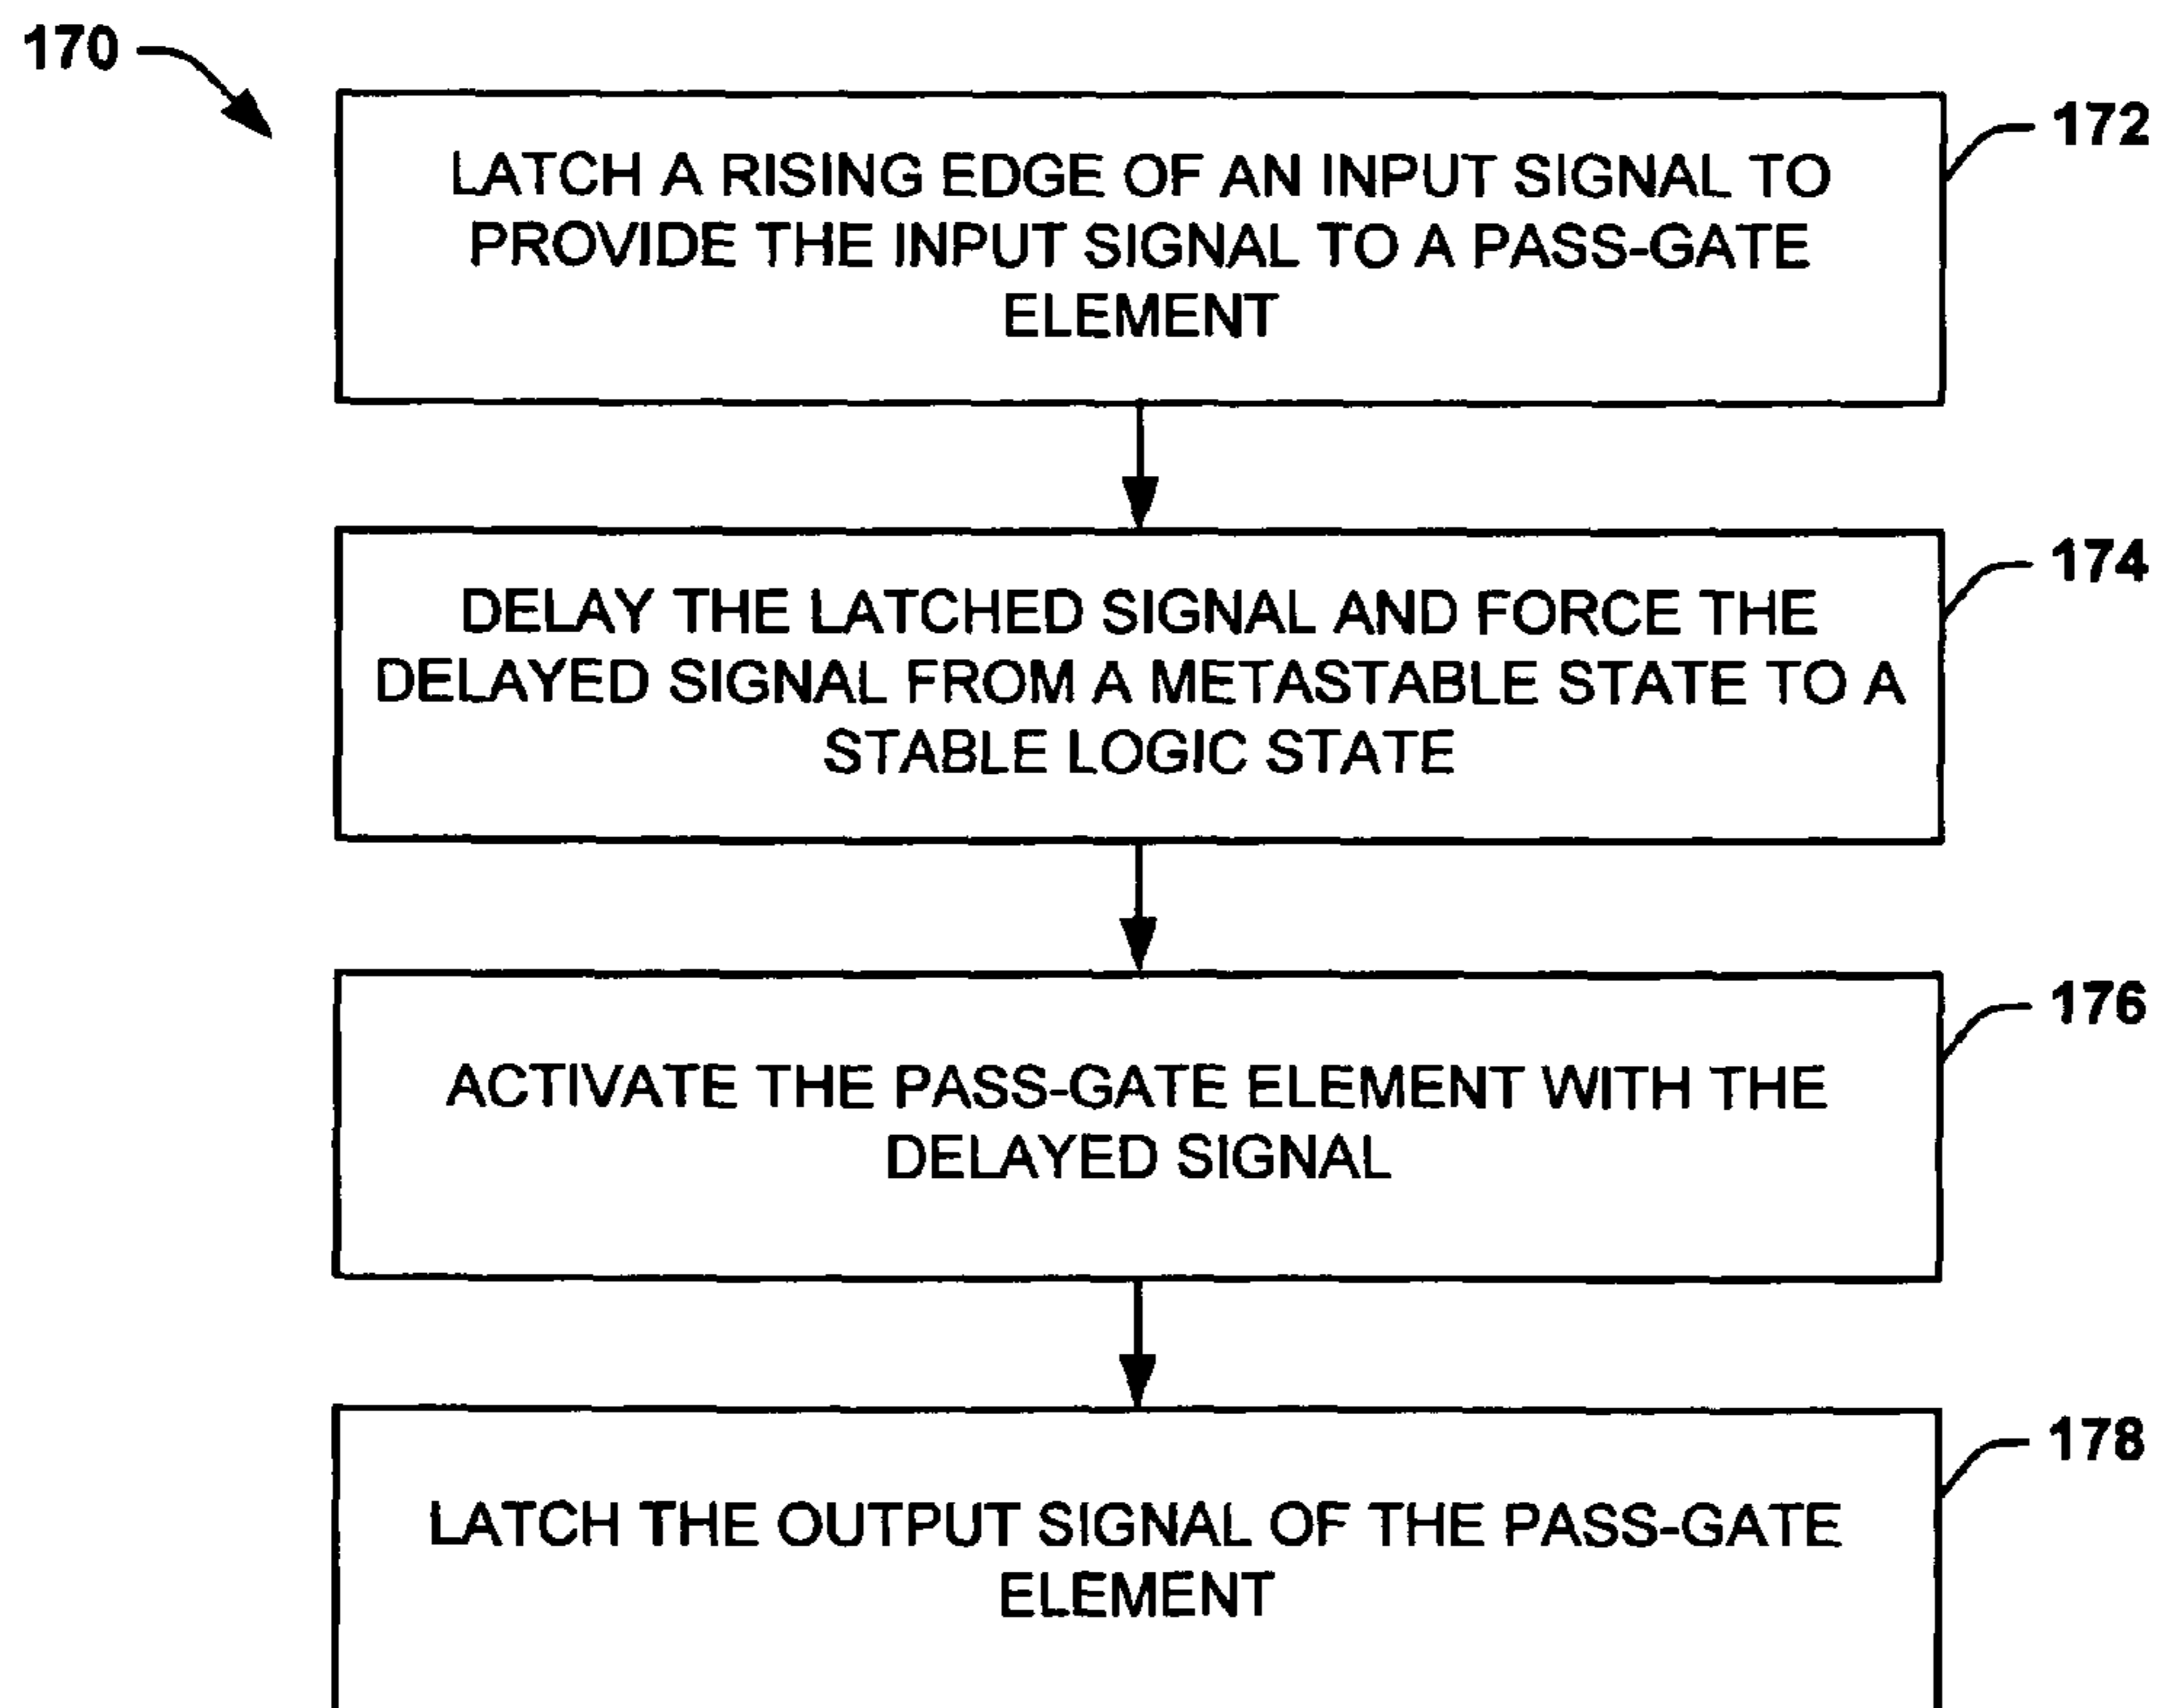 170
172
LATCH A RISING EDGE OF AN INPUT SIGNAL TO
PROVIDE THE INPUT SIGNAL TO A PASS-GATE
ELEMENT
174
DELAY THE LATCHED SIGNAL AND FORCE THE
DELAYED SIGNAL FROM A METASTABLE STATE TO A
STABLE LOGIC STATE
176
ACTIVATE THE PASS-GATE ELEMENT WITH THE
DELAYED SIGNAL
178
LATCH THE OUTPUT SIGNAL OF THE PASS-GATE
ELEMENT